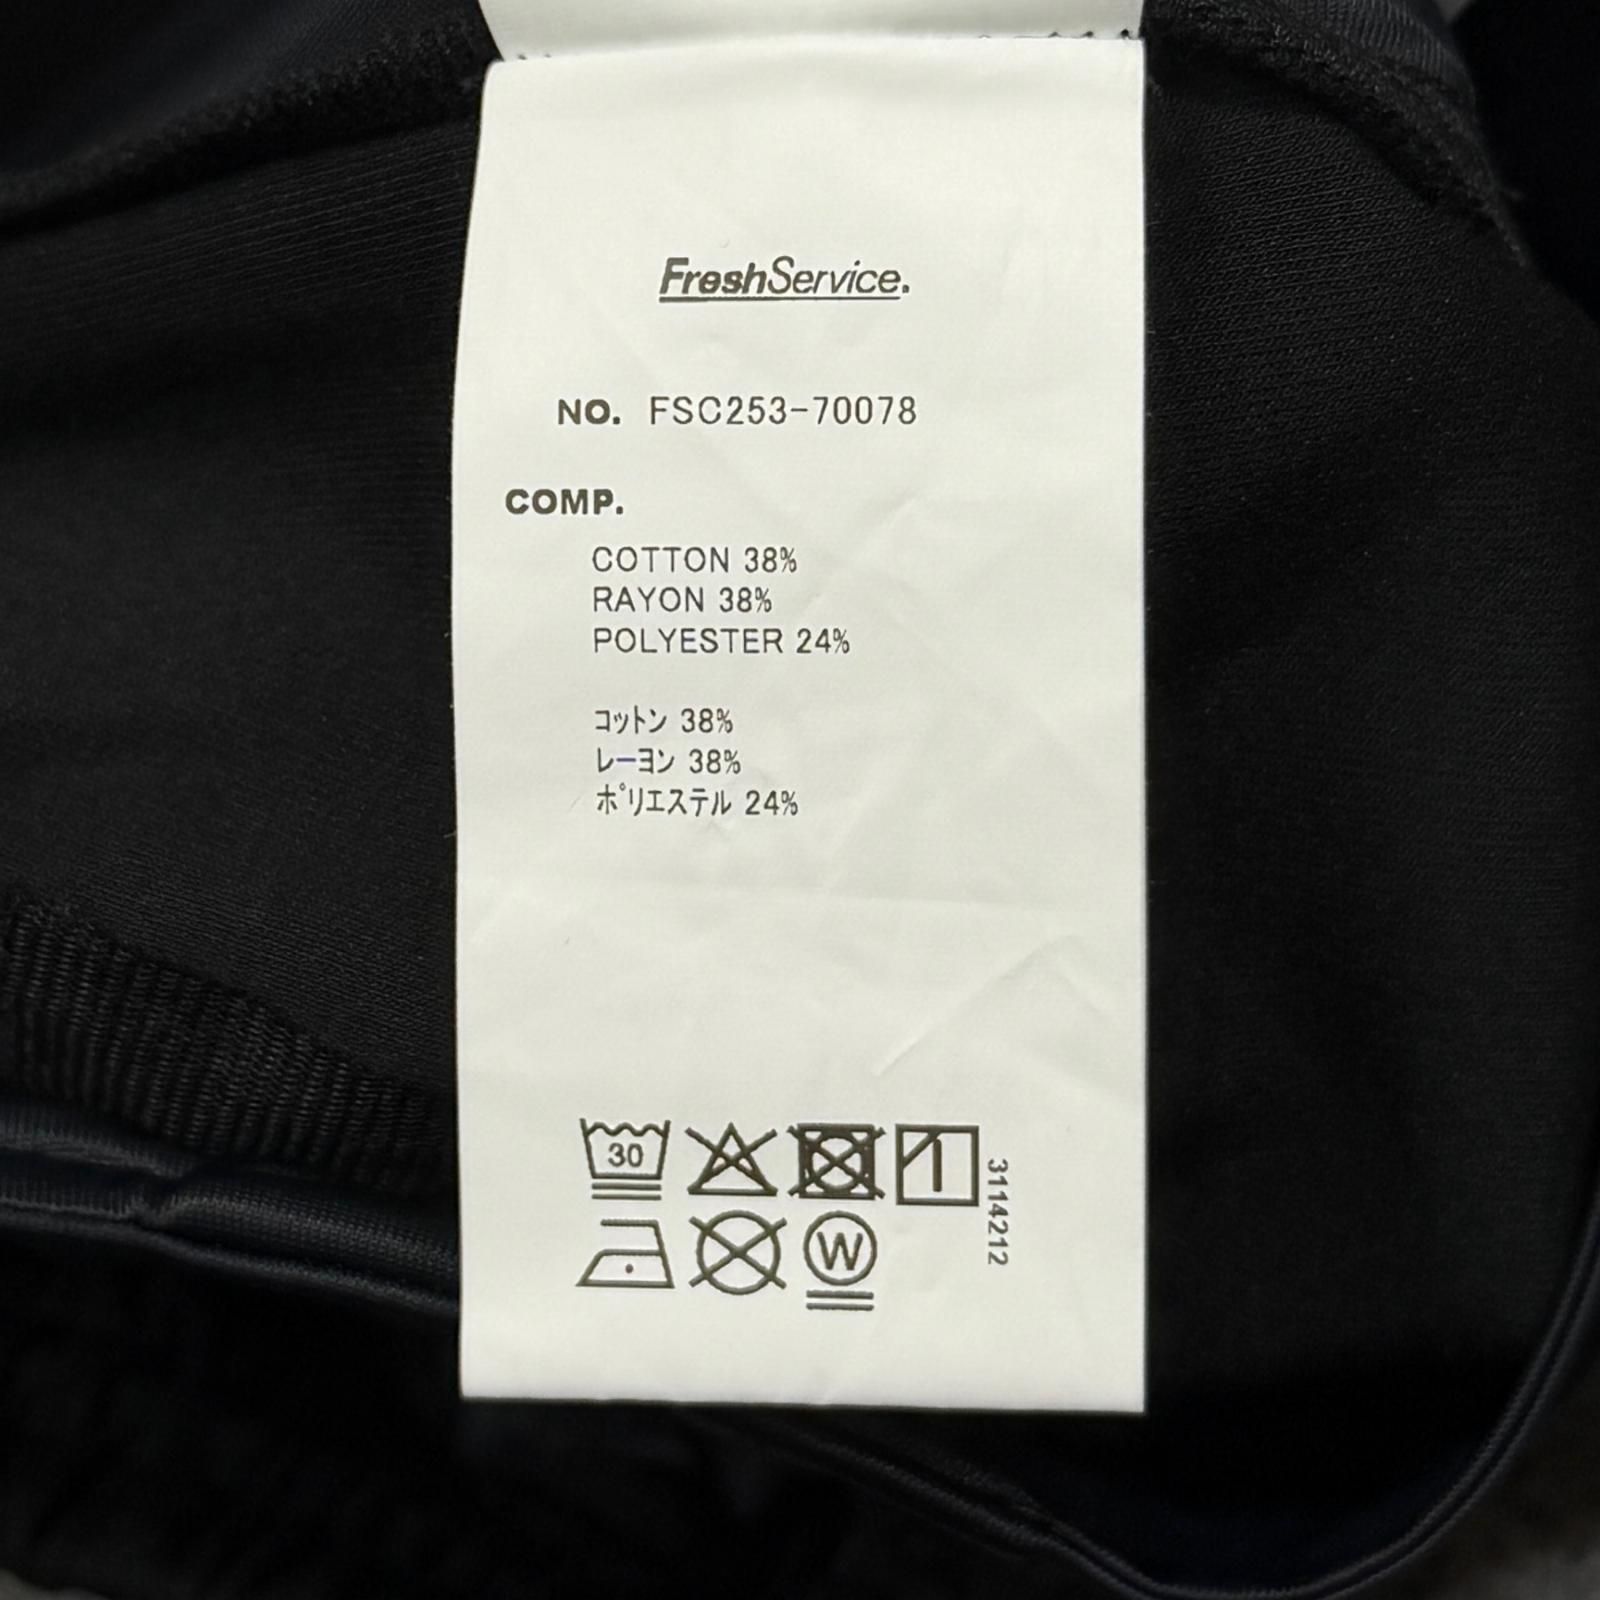 FreshService.
NO. FSC253-70078
COMP.
COTTON 38%
RAYON 38%
POLYESTER 24%
コットン 38%
レーヨン 38%
ポリエステル 24%
30
3114212
W